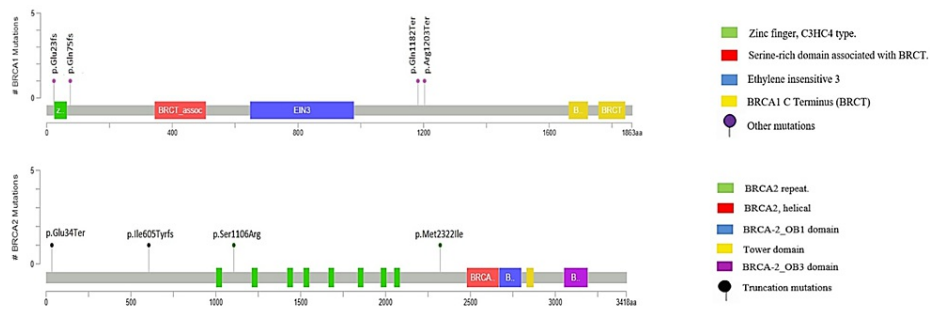 # BRCA1 Mutations
5
0
p.Glu23fs
p.Gln75fs
p.Gln1182Ter
p.Arg1203Ter
Z..
BRCT_assoc
EIN3
B..
BRCT
0
400
800
1200
1600
1863aa
Zinc finger, C3HC4 type.
Serine-rich domain associated with BRCT.
Ethylene insensitive 3
BRCA1 C Terminus (BRCT)
Other mutations
# BRCA2 Mutations
5
0
p.Glu34Ter
p.Ile605Tyrfs
p.Ser1106Arg
p.Met2322Ile
BRCA.
B..
B..
0
500
1000
1500
2000
2500
3000
3418aa
BRCA2 repeat.
BRCA2, helical
BRCA-2_OB1 domain
Tower domain
BRCA-2_OB3 domain
Truncation mutations